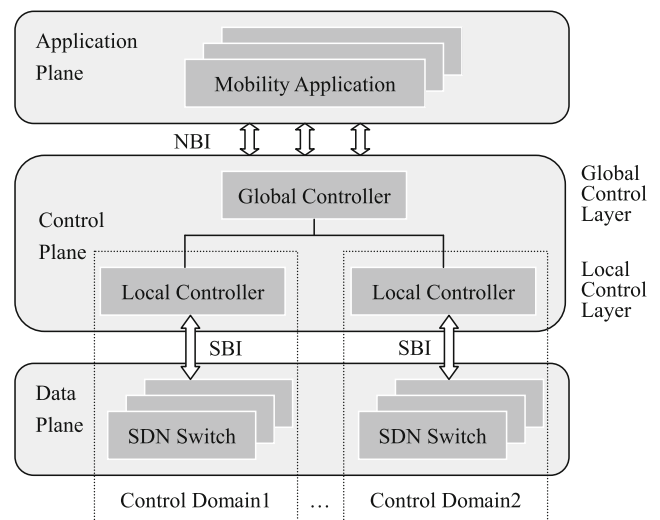 Application
Plane
Mobility Application
NBI
Global Controller
Global
Control
Layer
Control
Plane
Local Controller
Local Controller
Local
Control
Layer
SBI
SBI
Data
Plane
SDN Switch
SDN Switch
Control Domain1
...
Control Domain2